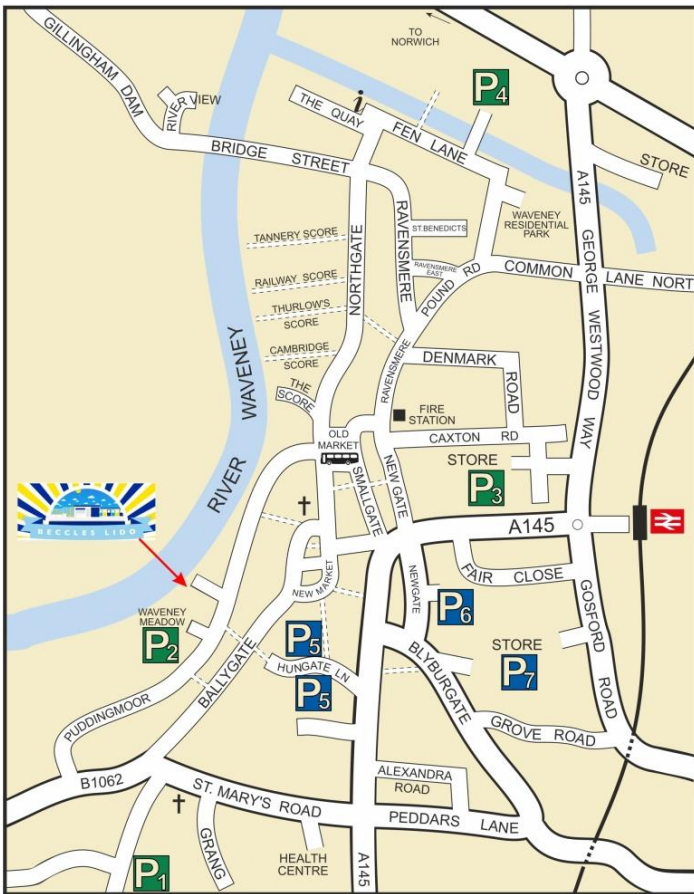 TO
NORWICH
GILLINGHAM DAM
RIVER VIEW
THE QUAY
i
P4
FEN LANE
BRIDGE STREET
STORE
A145
WAVENEY
RESIDENTIAL
PARK
RAVENSMERE
ST.BENEDICTS
TANNERY SCORE
NORTHGATE
RAVENSMERE
EAST
POUND RD
COMMON LANE NORT
GEORGE WESTWOOD WAY
RAILWAY SCORE
THURLOW'S
SCORE
CAMBRIDGE
SCORE
RAVENSMERE
DENMARK
ROAD
THE
SCORE
FIRE
STATION
OLD
MARKET
CAXTON RD
RIVER WAVENEY
SMALLGATE
NEW GATE
STORE
P3
BECCLES LIDO
A145
NEW MARKET
NEWGATE
FAIR CLOSE
GOSFORD
ROAD
WAVENEY
MEADOW
P2
BALLYGATE
P5
P6
HUNGATE LN
P5
BLYBURGATE
STORE
P7
PUDDINGMOOR
GROVE ROAD
B1062
ST. MARY'S ROAD
ALEXANDRA
ROAD
PEDDARS LANE
GRANG
HEALTH
CENTRE
A145
P1